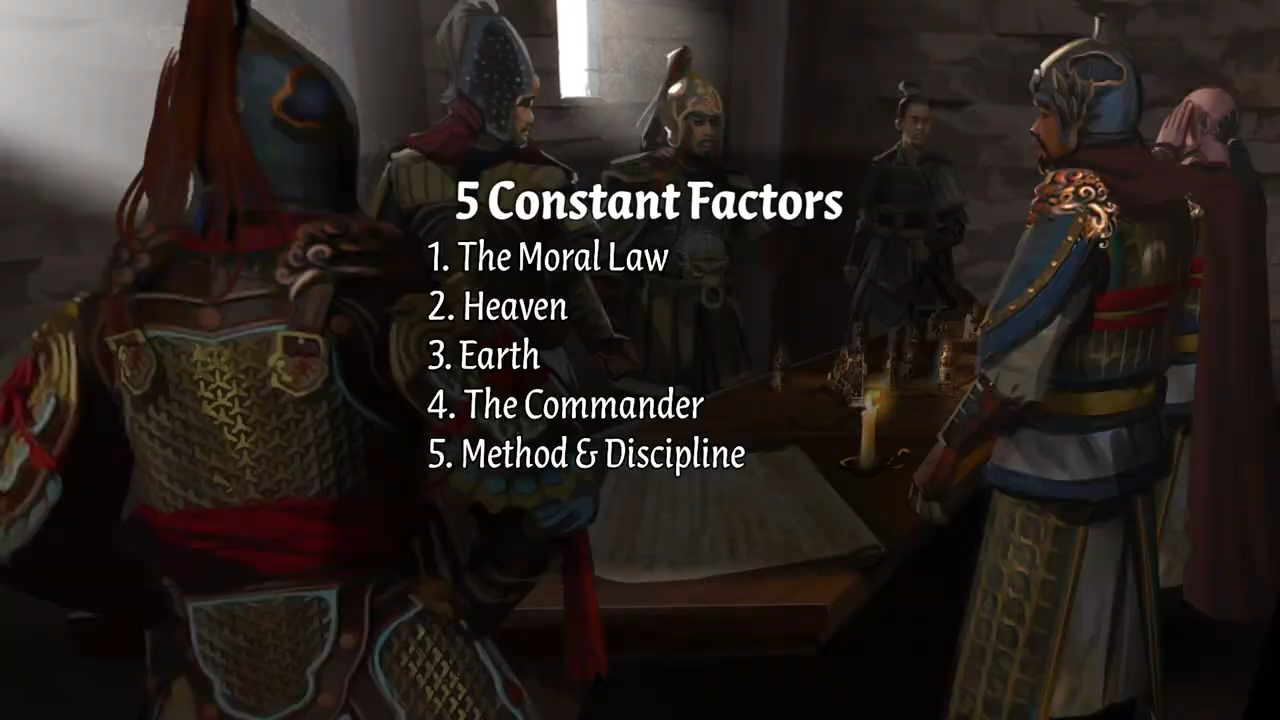 5 Constant Factors
1. The Moral Law
2. Heaven
3. Earth
4. The Commander
5. Method & Discipline